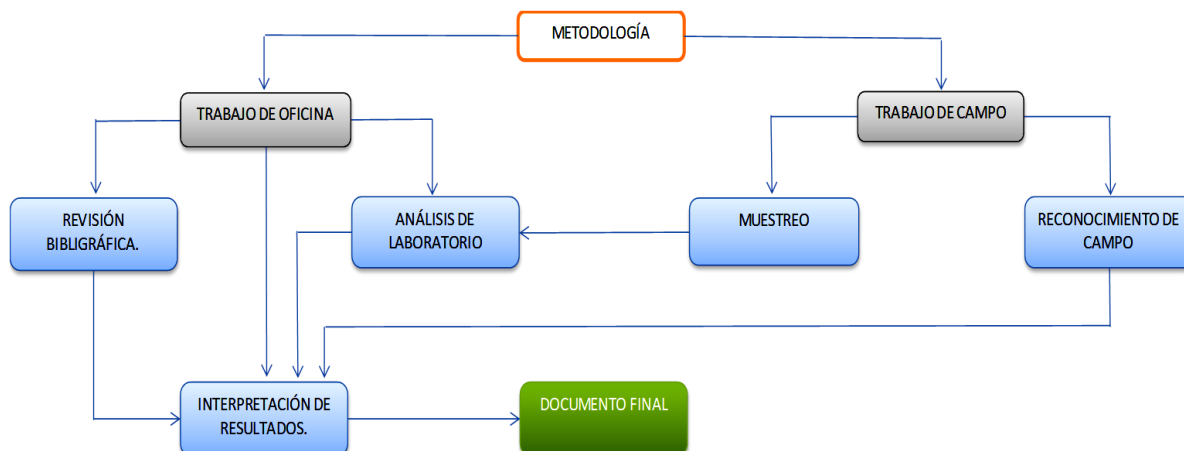 METODOLOGÍA
TRABAJO DE OFICINA
TRABAJO DE CAMPO
REVISIÓN
BIBLIGRÁFICA.
ANÁLISIS DE
LABORATORIO
MUESTREO
RECONOCIMIENTO DE
CAMPO
INTERPRETACIÓN DE
RESULTADOS.
DOCUMENTO FINAL